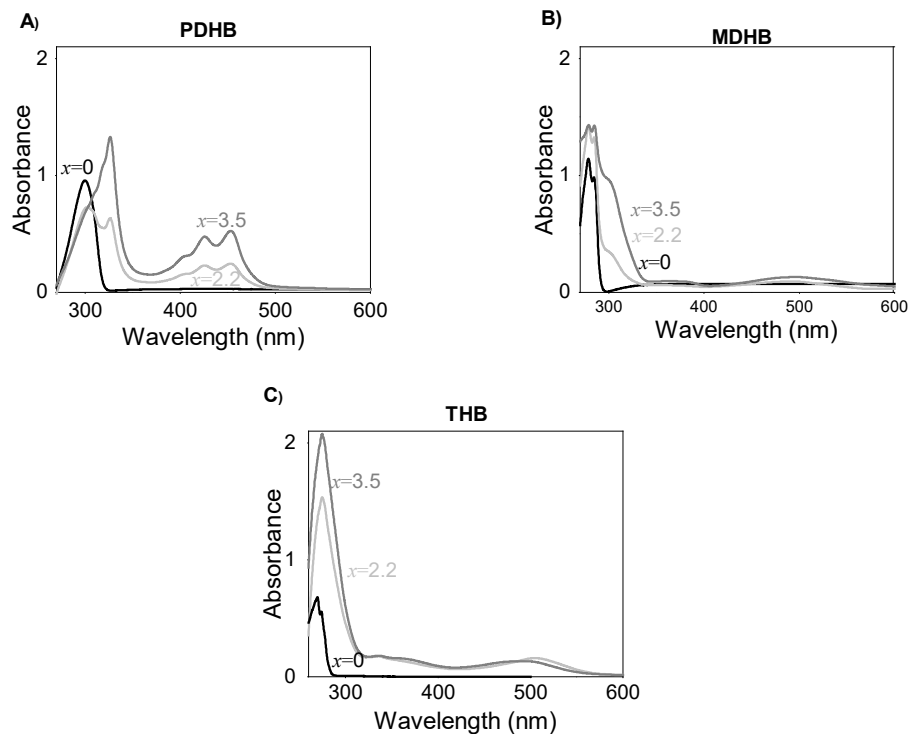 A)
PDHB
2
1
0
Absorbance
x=0
x=3.5
x=2.2
300
400
500
600
Wavelength (nm)
B)
MDHB
2
1
0
Absorbance
x=3.5
x=2.2
x=0
300
400
500
600
Wavelength (nm)
C)
THB
2
1
0
Absorbance
x=3.5
x=2.2
x=0
300
400
500
600
Wavelength (nm)